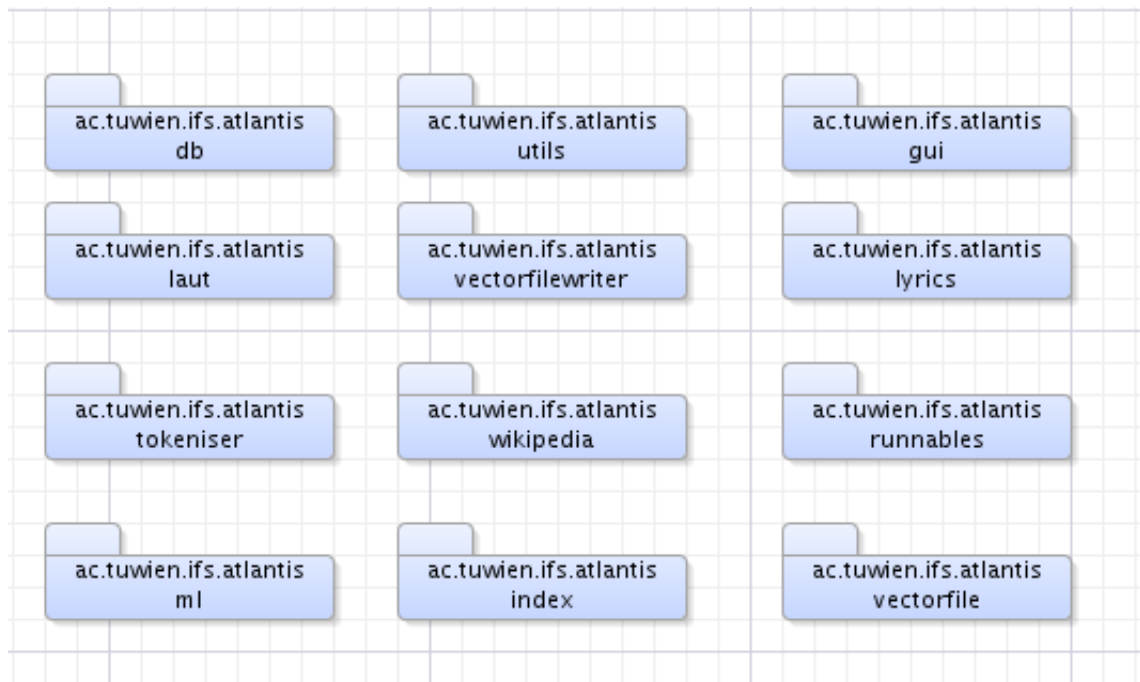 ac.tuwien.ifs.atlantis
db
ac.tuwien.ifs.atlantis
utils
ac.tuwien.ifs.atlantis
gui
ac.tuwien.ifs.atlantis
laut
ac.tuwien.ifs.atlantis
vectorfilewriter
ac.tuwien.ifs.atlantis
lyrics
ac.tuwien.ifs.atlantis
tokeniser
ac.tuwien.ifs.atlantis
wikipedia
ac.tuwien.ifs.atlantis
runnables
ac.tuwien.ifs.atlantis
ml
ac.tuwien.ifs.atlantis
index
ac.tuwien.ifs.atlantis
vectorfile